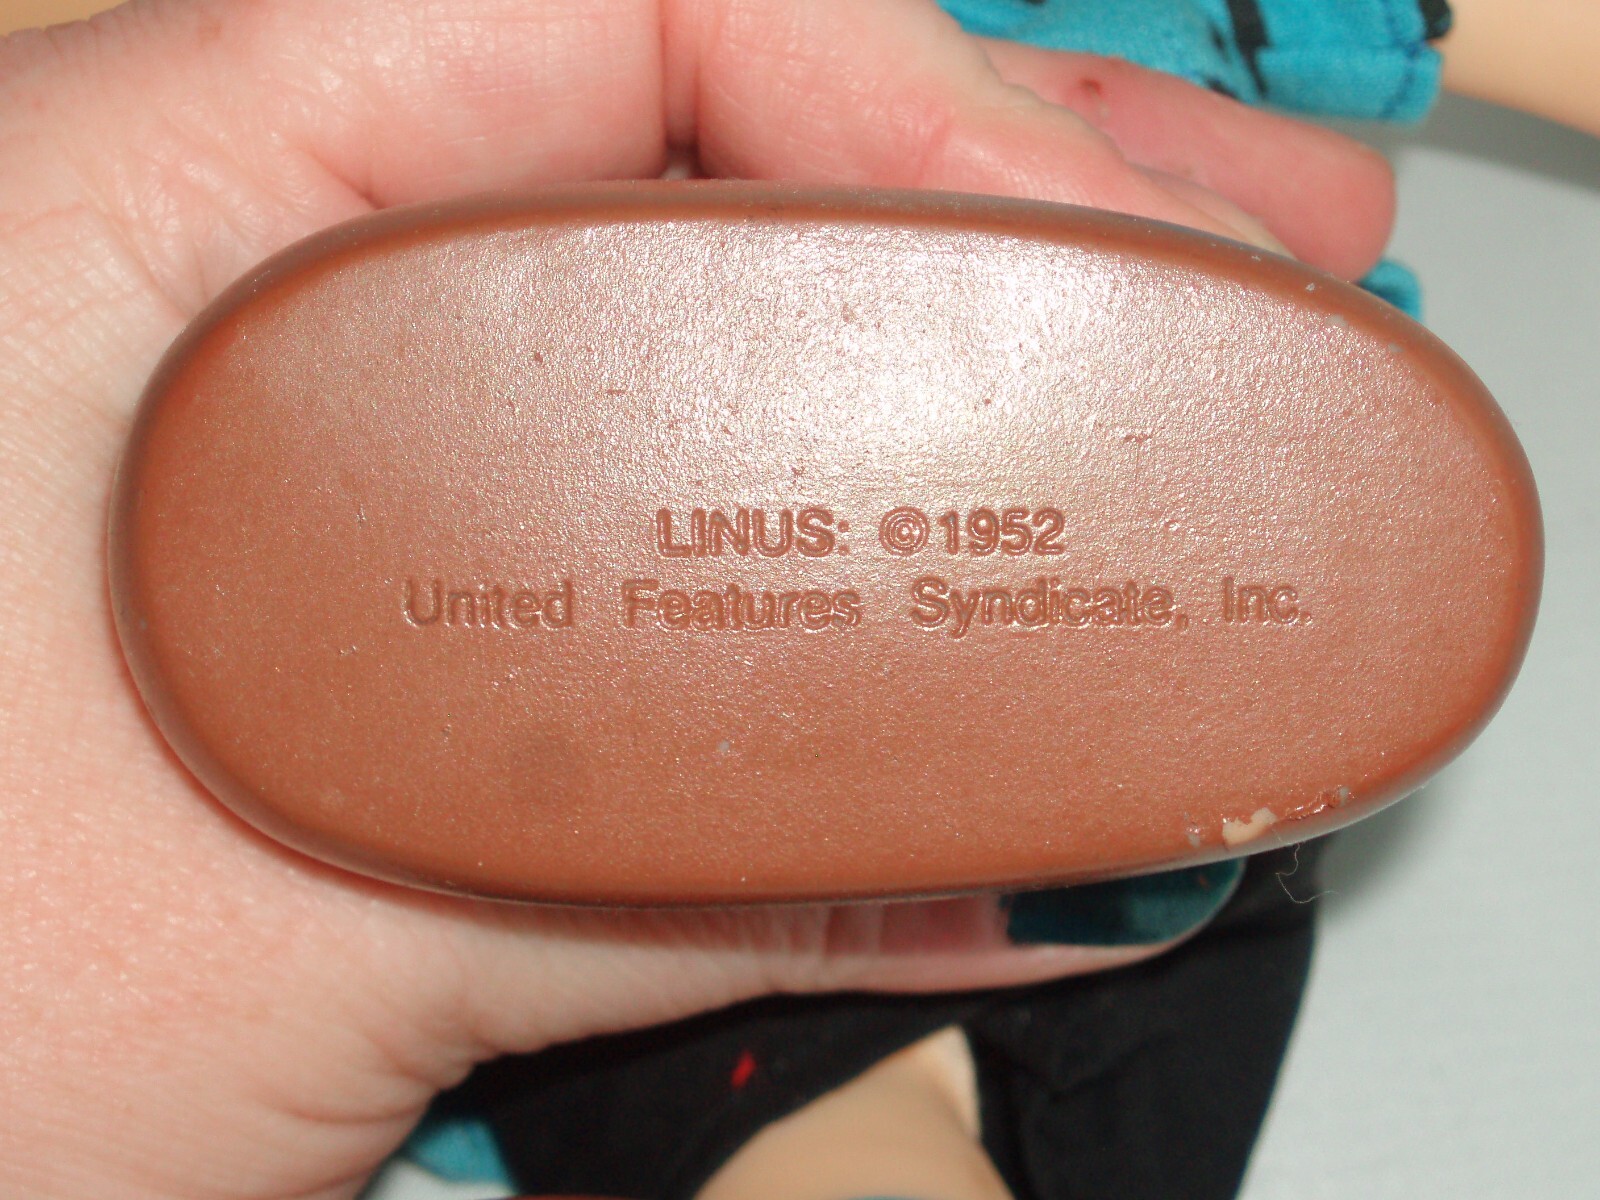 LINUS: ©1952
United Features Syndicate, Inc.